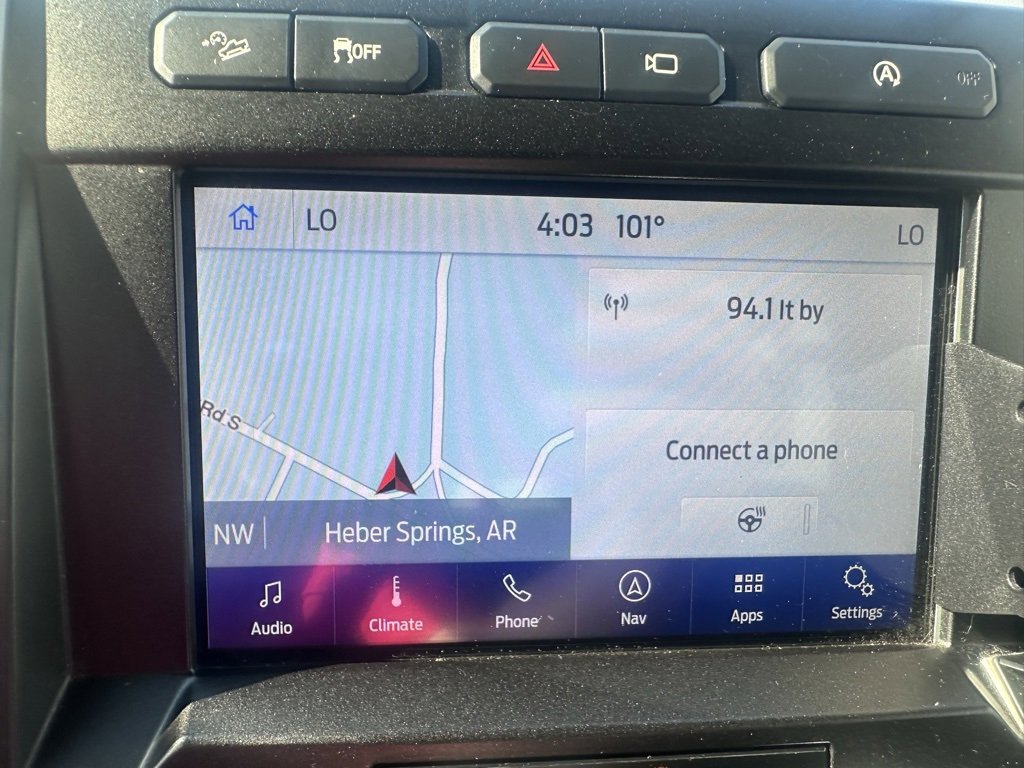 OFF
A OFF
LO 4:03 101° LO
94.1 lt by
Rd S
Connect a phone
NW Heber Springs, AR
Audio Climate Phone Nav Apps Settings